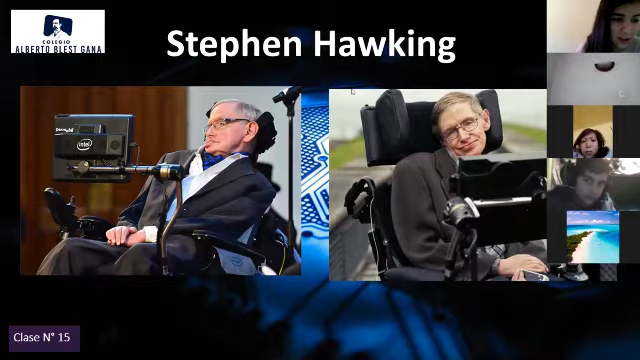 COLEGIO
ALBERTO BLEST GANA
Stephen Hawking
intel
Clase N° 15